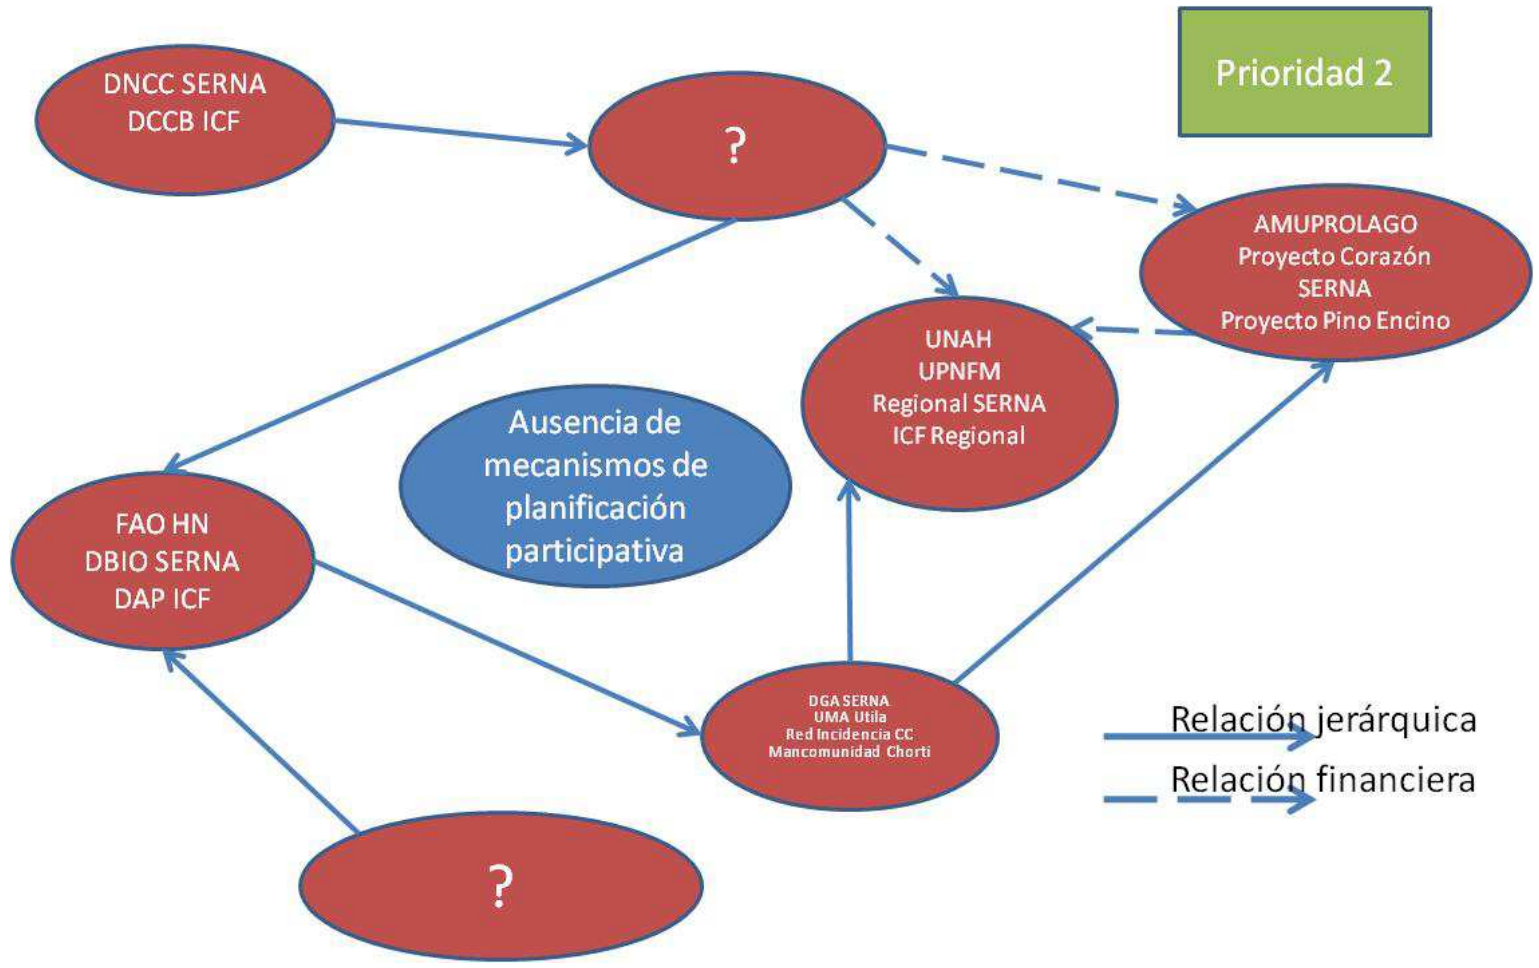 Prioridad 2
DNCC SERNA
DCCB ICF
?
AMUPROLAGO
Proyecto Corazón
SERNA
Proyecto Pino Encino
UNAH
UPNFM
Regional SERNA
ICF Regional
Ausencia de
mecanismos de
planificación
participativa
FAO HN
DBIO SERNA
DAP ICF
DGA SERNA
UMA Utila
Red Incidencia CC
Mancomunidad Chorti
?
Relación jerárquica
Relación financiera